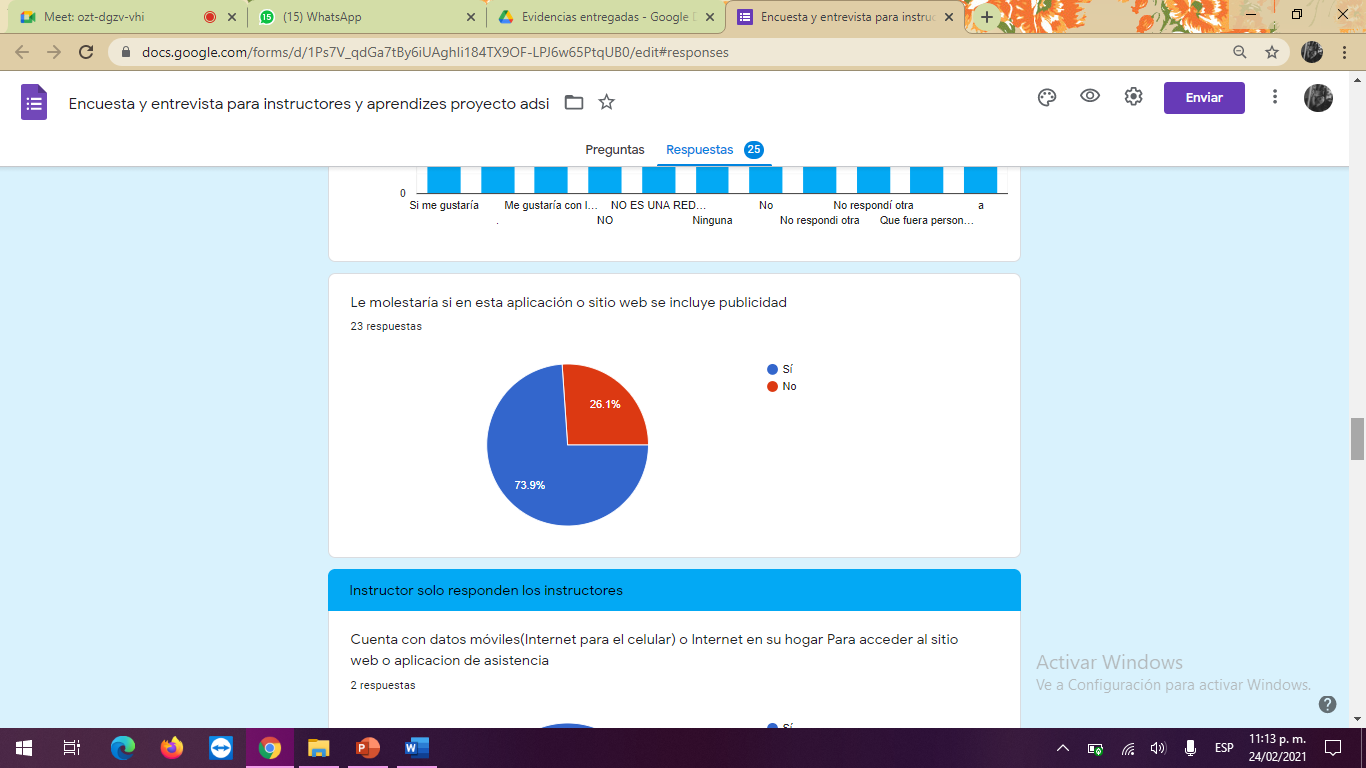 Meet: ozt-dgzv-vhi
(15) WhatsApp
Evidencias entregadas - Google D
Encuesta y entrevista para instruc
docs.google.com/forms/d/1Ps7V_qdGa7tBy6iUAghIi184TX9OF-LPJ6w65PtqUB0/edit#responses
Encuesta y entrevista para instructores y aprendizes proyecto adsi
Enviar
Preguntas
Respuestas 25
0
Si me gustaría
.
Me gustaría con l…
NO
NO ES UNA RED…
Ninguna
No
No respondi otra
No respondí otra
Que fuera person…
a
Le molestaría si en esta aplicación o sitio web se incluye publicidad
23 respuestas
Sí
No
26.1%
73.9%
Instructor solo responden los instructores
Cuenta con datos móviles(Internet para el celular) o Internet en su hogar Para acceder al sitio
web o aplicacion de asistencia
2 respuestas
Sí
Activar Windows
Ve a Configuración para activar Windows.
ESP
11:13 p. m.
24/02/2021